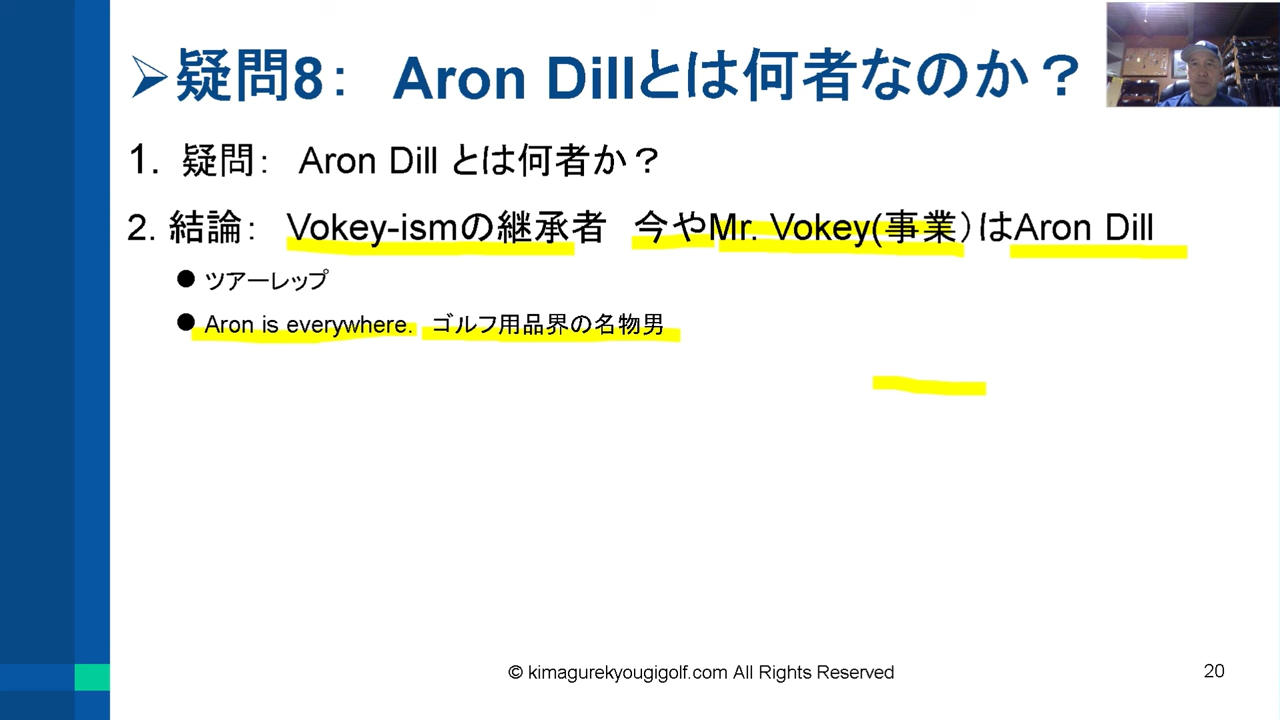 ➢疑問8： Aron Dillとは何者なのか？
1. 疑問： Aron Dill とは何者か？
2. 結論： Vokey-ismの継承者 今やMr. Vokey(事業）はAron Dill
● ツアーレップ
● Aron is everywhere. ゴルフ用品界の名物男
© kimagurekyougigolf.com All Rights Reserved
20